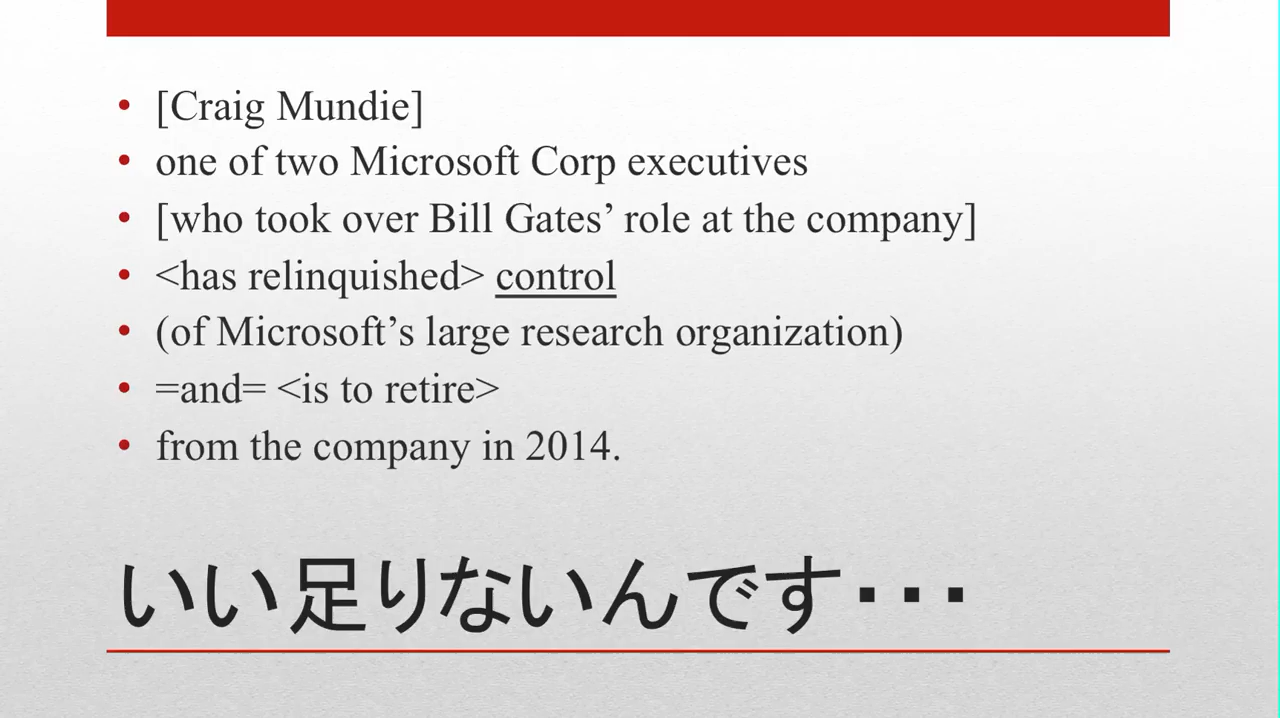 • [Craig Mundie]
• one of two Microsoft Corp executives
• [who took over Bill Gates’ role at the company]
• <has relinquished> control
• (of Microsoft’s large research organization)
• =and= <is to retire>
• from the company in 2014.
いい足りないんです・・・